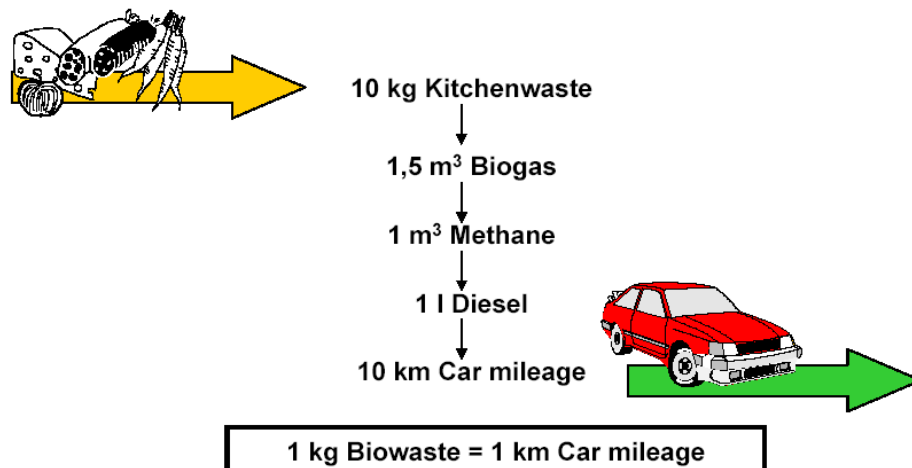 10 kg Kitchenwaste
1,5 m³ Biogas
1 m³ Methane
1 l Diesel
10 km Car mileage
1 kg Biowaste = 1 km Car mileage